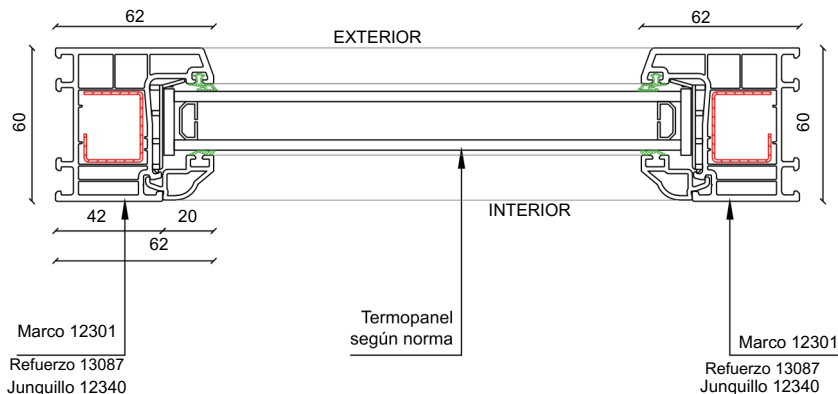 62
62
EXTERIOR
60
60
INTERIOR
42
20
62
Marco 12301
Refuerzo 13087
Junquillo 12340
Termopanel
según norma
Marco 12301
Refuerzo 13087
Junquillo 12340